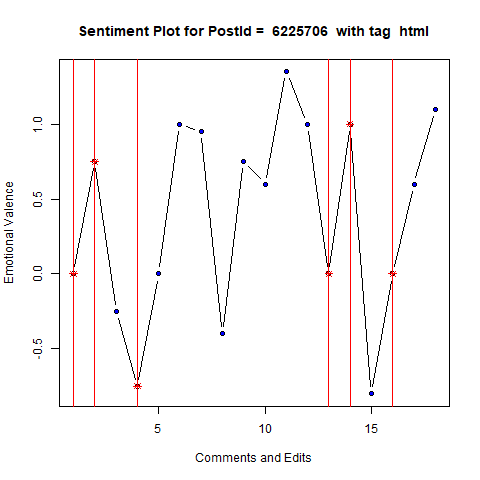 Sentiment Plot for PostId =  6225706  with tag  html
Emotional Valence
1.0
0.5
0.0
-0.5
5
10
15
Comments and Edits